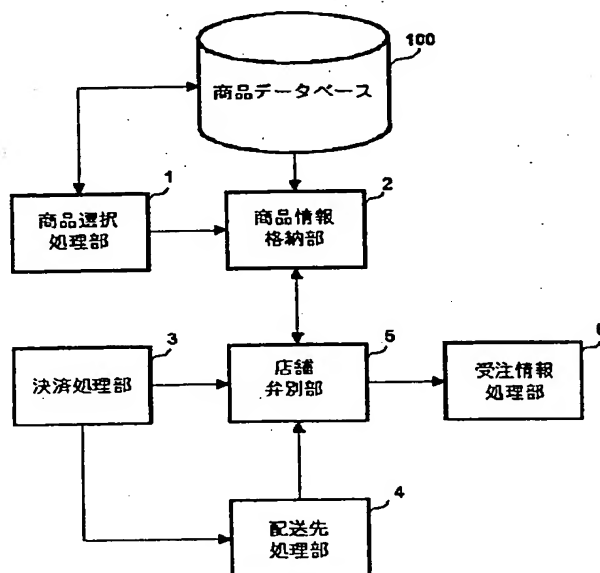 100
商品データベース
1
商品選択
処理部
2
商品情報
格納部
3
決済処理部
5
店舗
弁別部
6
受注情報
処理部
4
配送先
処理部